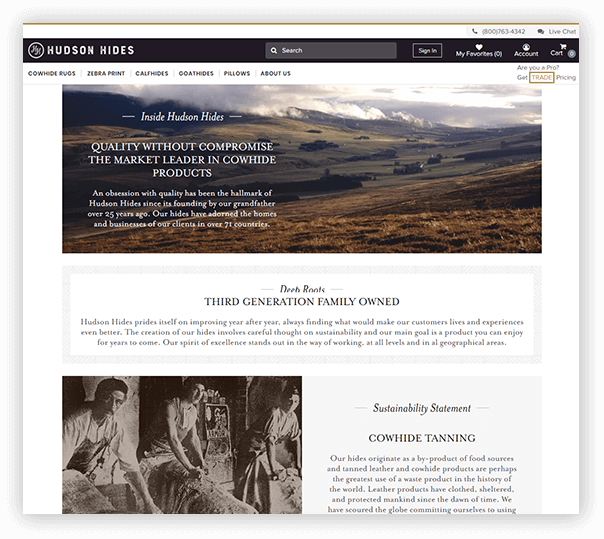 (800)763-4342 Live Chat
HH HUDSON HIDES Search Sign In My Favorites (0) Account Cart 0
COWHIDE RUGS ZEBRA PRINT CALFHIDES GOATHIDES PILLOWS ABOUT US
Are you a Pro?
Get TRADE Pricing
Inside Hudson Hides
QUALITY WITHOUT COMPROMISE
THE MARKET LEADER IN COWHIDE
PRODUCTS
An obsession with quality has been the hallmark of
Hudson Hides since its founding by our grandfather
over 25 years ago. Our hides have adorned the homes
and businesses of our clients in over 71 countries.
Deep Roots
THIRD GENERATION FAMILY OWNED
Hudson Hides prides itself on improving year after year, always finding what would make our customers lives and experiences
even better. The creation of our hides involves careful thought on sustainability and our main goal is a product you can enjoy
for years to come. Our spirit of excellence stands out in the way of working, at all levels and in al geographical areas.
Sustainability Statement
COWHIDE TANNING
Our hides originate as a by-product of food sources
and tanned leather and cowhide products are perhaps
the greatest use of a waste product in the history of
the world. Leather products have clothed, sheltered,
and protected mankind since the dawn of time. We
have scoured the globe committing ourselves to using